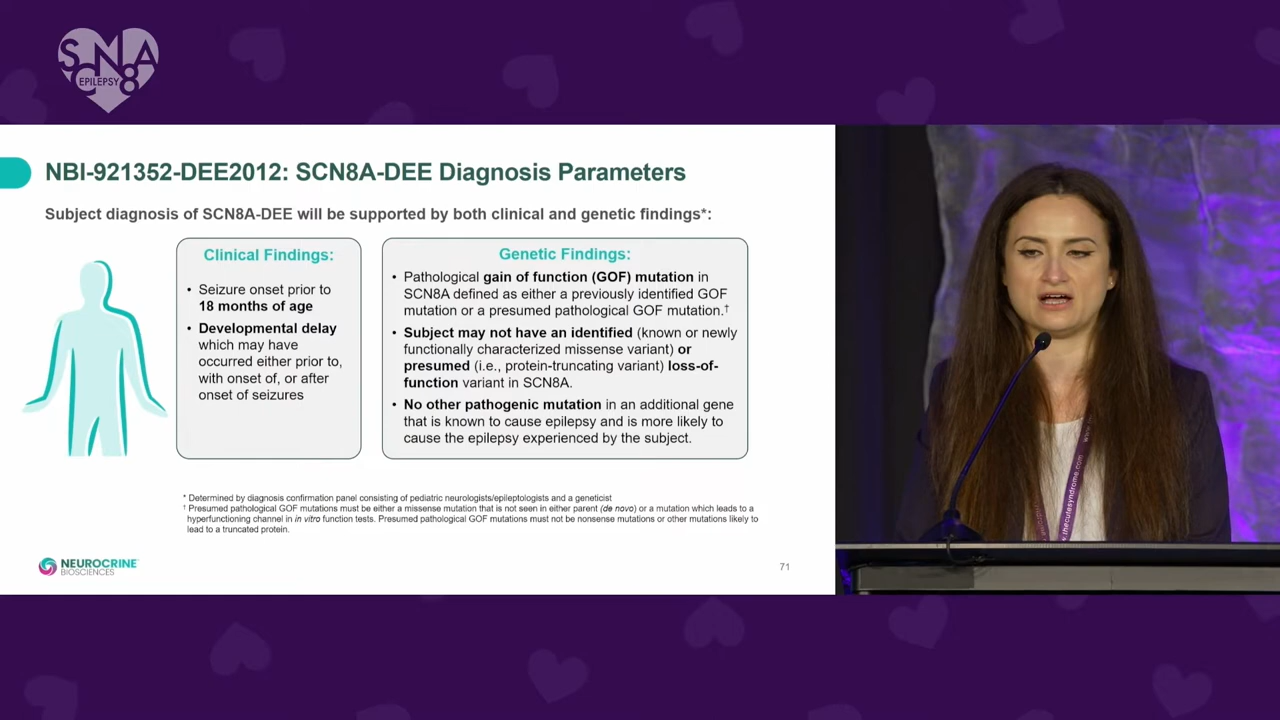 SCNA
C8
EPILEPSY
NBI-921352-DEE2012: SCN8A-DEE Diagnosis Parameters
Subject diagnosis of SCN8A-DEE will be supported by both clinical and genetic findings*:
Clinical Findings:
• Seizure onset prior to
18 months of age
• Developmental delay
which may have
occurred either prior to,
with onset of, or after
onset of seizures
Genetic Findings:
• Pathological gain of function (GOF) mutation in
SCN8A defined as either a previously identified GOF
mutation or a presumed pathological GOF mutation.†
• Subject may not have an identified (known or newly
functionally characterized missense variant) or
presumed (i.e., protein-truncating variant) loss-of-
function variant in SCN8A.
• No other pathogenic mutation in an additional gene
that is known to cause epilepsy and is more likely to
cause the epilepsy experienced by the subject.
* Determined by diagnosis confirmation panel consisting of pediatric neurologists/epileptologists and a geneticist
† Presumed pathological GOF mutations must be either a missense mutation that is not seen in either parent (de novo) or a mutation which leads to a
hyperfunctioning channel in in vitro function tests. Presumed pathological GOF mutations must not be nonsense mutations or other mutations likely to
lead to a truncated protein.
NEUROCRINE
BIOSCIENCES
71
www.thecutesyndrome.com